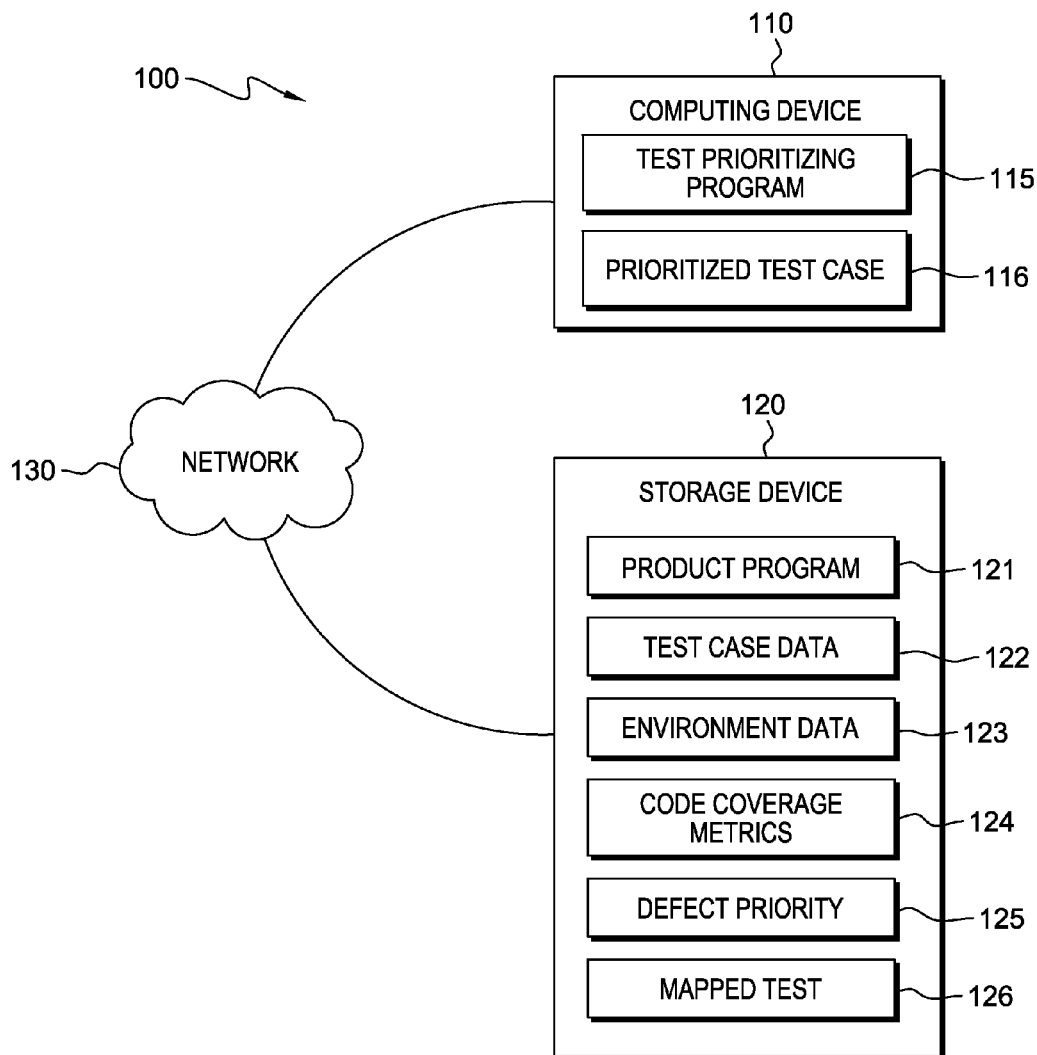 100
110
COMPUTING DEVICE
TEST PRIORITIZING
PROGRAM
115
PRIORITIZED TEST CASE
116
130
NETWORK
120
STORAGE DEVICE
PRODUCT PROGRAM
121
TEST CASE DATA
122
ENVIRONMENT DATA
123
CODE COVERAGE
METRICS
124
DEFECT PRIORITY
125
MAPPED TEST
126